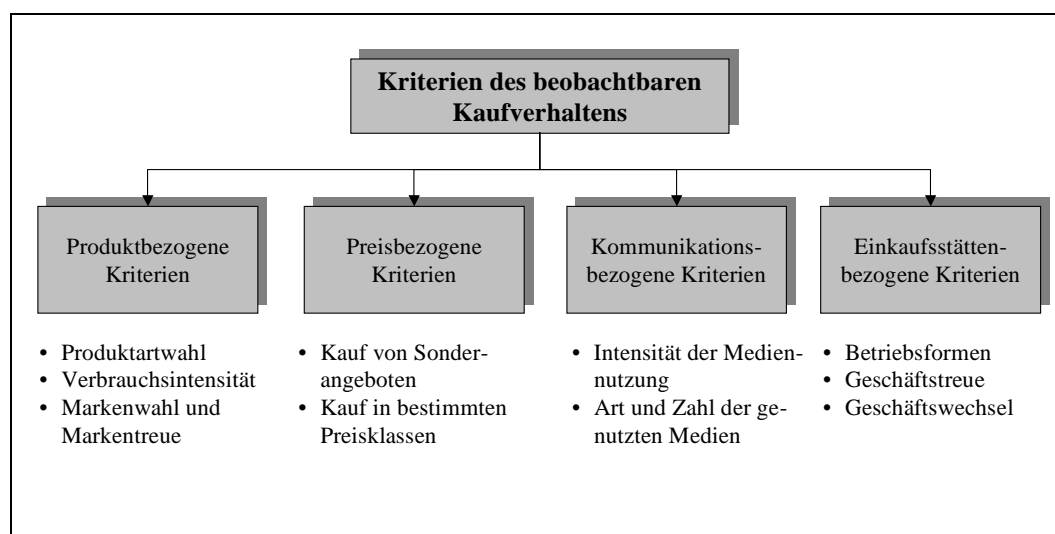 Kriterien des beobachtbaren
Kaufverhaltens
Produktbezogene
Kriterien
Preisbezogene
Kriterien
Kommunikations-
bezogene Kriterien
Einkaufsstätten-
bezogene Kriterien
• Produktartwahl
• Verbrauchsintensität
• Markenwahl und
Markentreue
• Kauf von Sonder-
angeboten
• Kauf in bestimmten
Preisklassen
• Intensität der Medien-
nutzung
• Art und Zahl der ge-
nutzten Medien
• Betriebsformen
• Geschäftstreue
• Geschäftswechsel